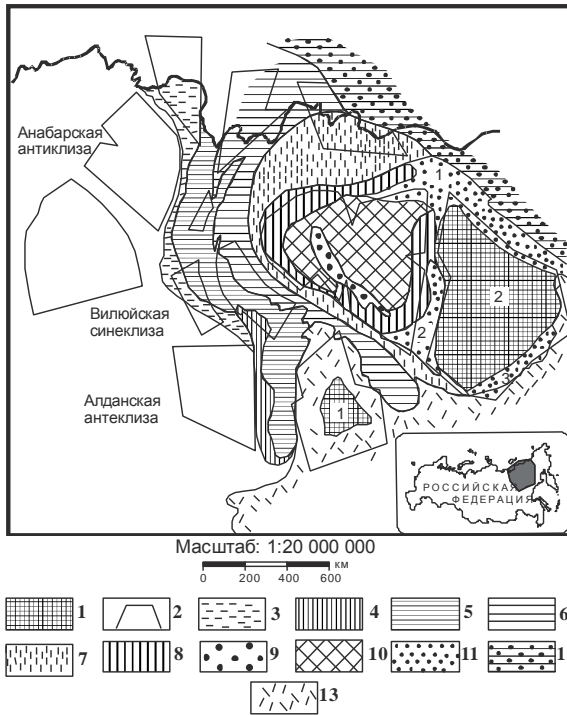 Анабарская
антиклиза
Вилюйская
синеклиза
Алданская
антеклиза
1
2
2
1
РОССИЙСКАЯ
ФЕДЕРАЦИЯ
Масштаб: 1:20 000 000
км
0 200 400 600
1 2 3 4 5 6
7 8 9 10 11 1
13